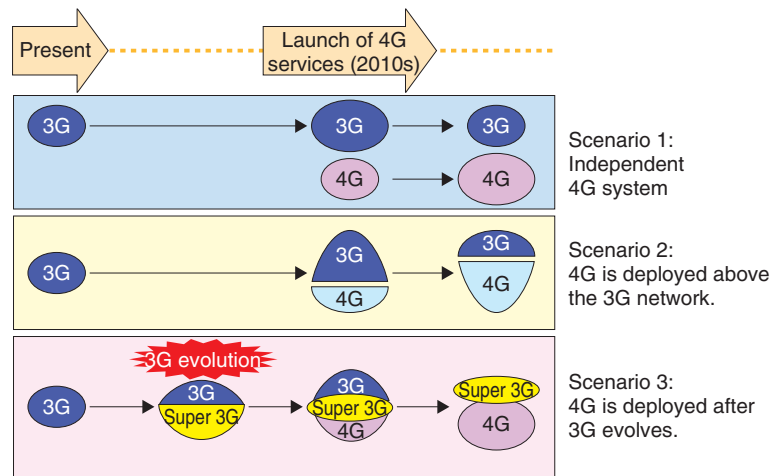 Present
Launch of 4G
services (2010s)
3G
3G
3G
4G
4G
Scenario 1:
Independent
4G system
3G
3G
4G
3G
4G
Scenario 2:
4G is deployed above
the 3G network.
3G evolution
3G
3G
Super 3G
3G
Super 3G
4G
Super 3G
4G
Scenario 3:
4G is deployed after
3G evolves.